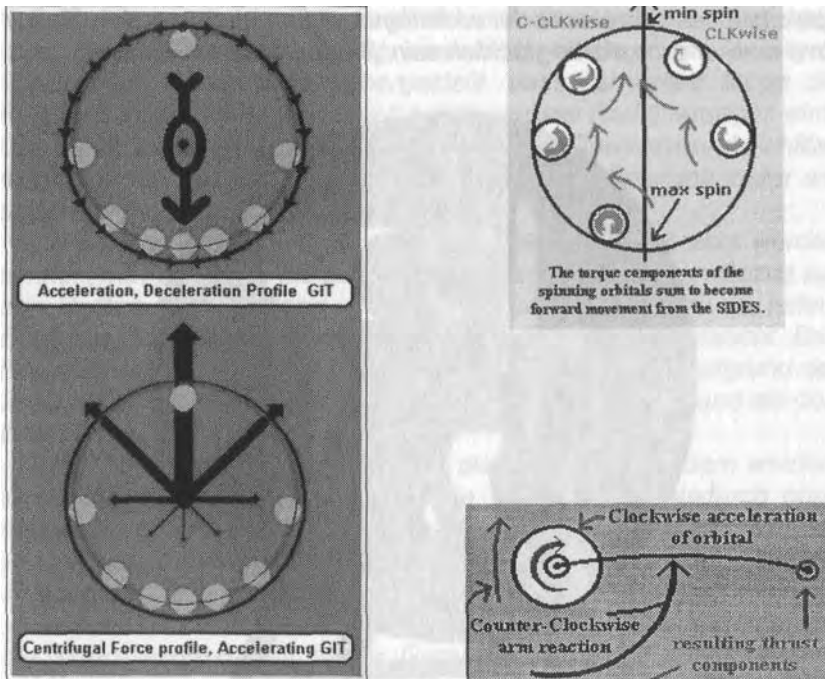 Acceleration, Deceleration Profile GIT
Centrifugal Force profile, Accelerating GIT
C-CLKwise
min spin
CLKwise
max spin
The torque components of the
spinning orbitals sum to become
forward movement from the SIDES.
Clockwise acceleration
of orbital
Counter-Clockwise
arm reaction
resulting thrust
components